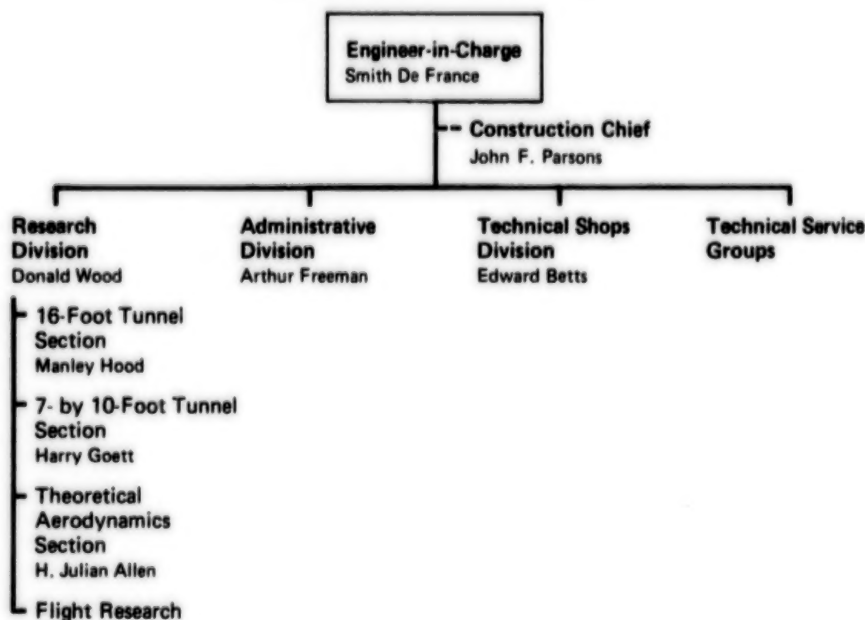 Engineer-in-Charge
Smith De France
Construction Chief
John F. Parsons
Research
Division
Donald Wood
Administrative
Division
Arthur Freeman
Technical Shops
Division
Edward Betts
Technical Service
Groups
16-Foot Tunnel
Section
Manley Hood
7- by 10-Foot Tunnel
Section
Harry Goett
Theoretical
Aerodynamics
Section
H. Julian Allen
Flight Research